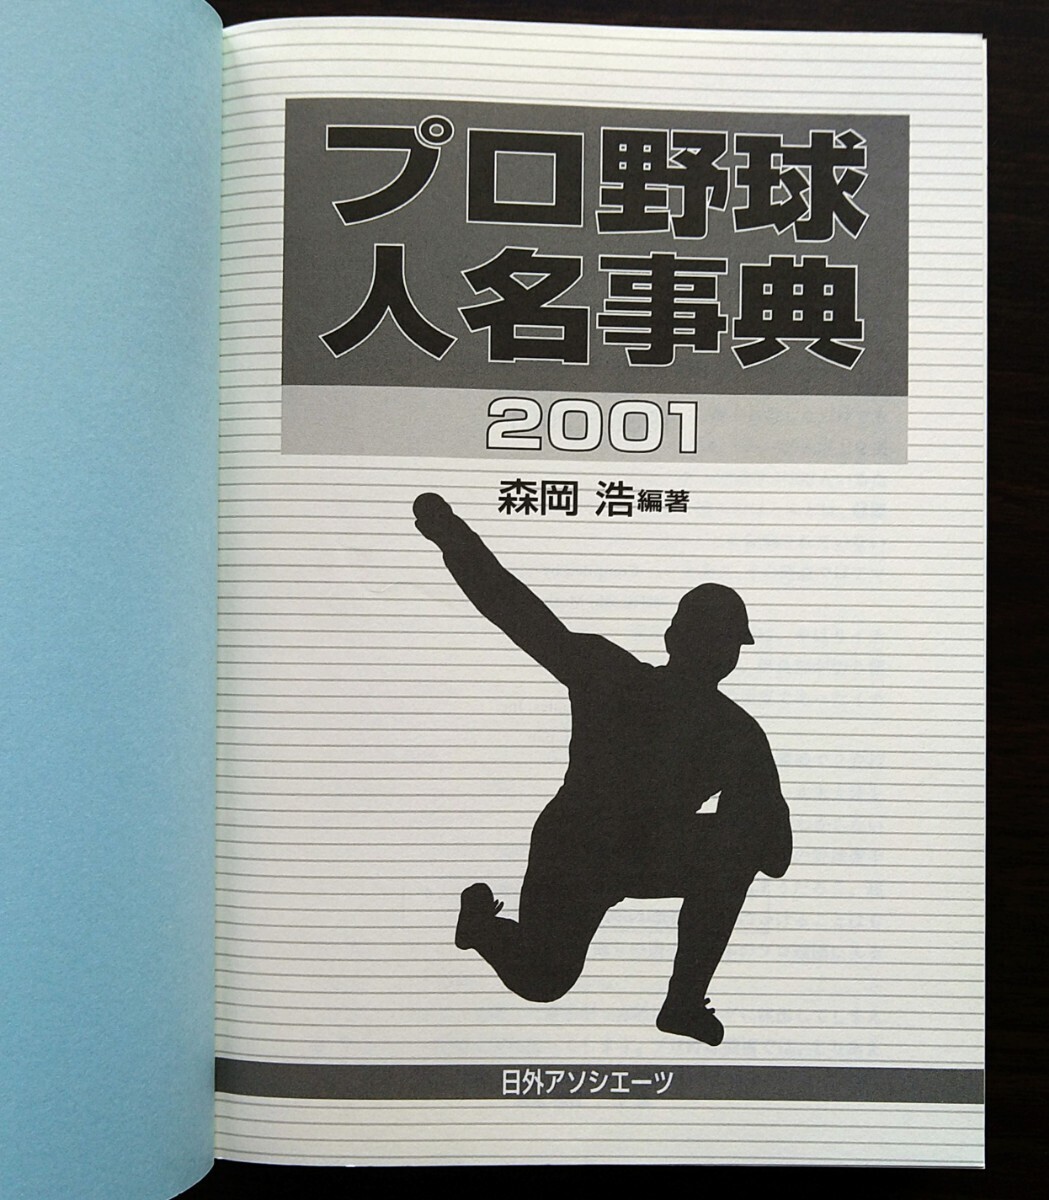 プロ野球
人名事典
2001
森岡 浩編著
日外アソシエーツ